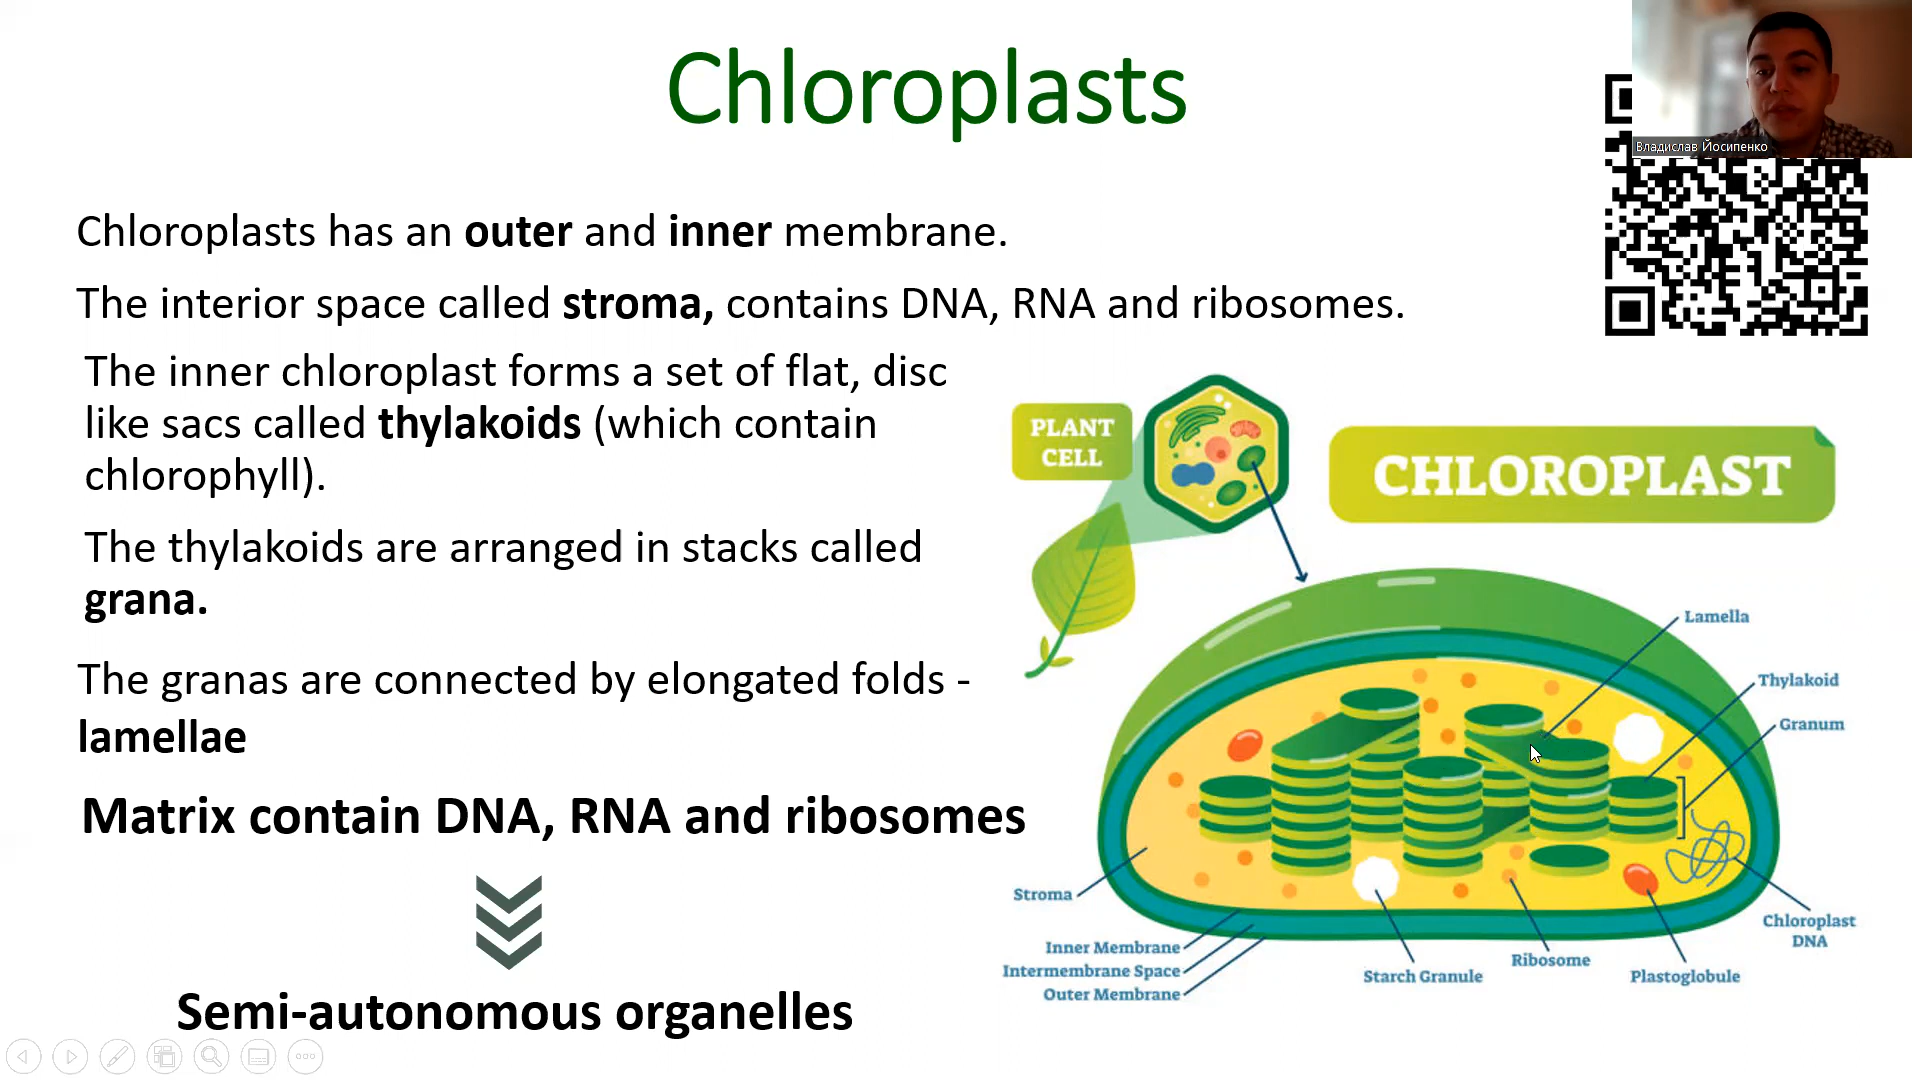 Chloroplasts
Владислав Йосипенко
Chloroplasts has an outer and inner membrane.
The interior space called stroma, contains DNA, RNA and ribosomes.
The inner chloroplast forms a set of flat, disc
like sacs called thylakoids (which contain
chlorophyll).
The thylakoids are arranged in stacks called
grana.
The granas are connected by elongated folds -
lamellae
Matrix contain DNA, RNA and ribosomes
Semi-autonomous organelles
PLANT
CELL
CHLOROPLAST
Lamella
Thylakoid
Granum
Stroma
Inner Membrane
Intermembrane Space
Outer Membrane
Starch Granule
Ribosome
Plastoglobule
Chloroplast
DNA